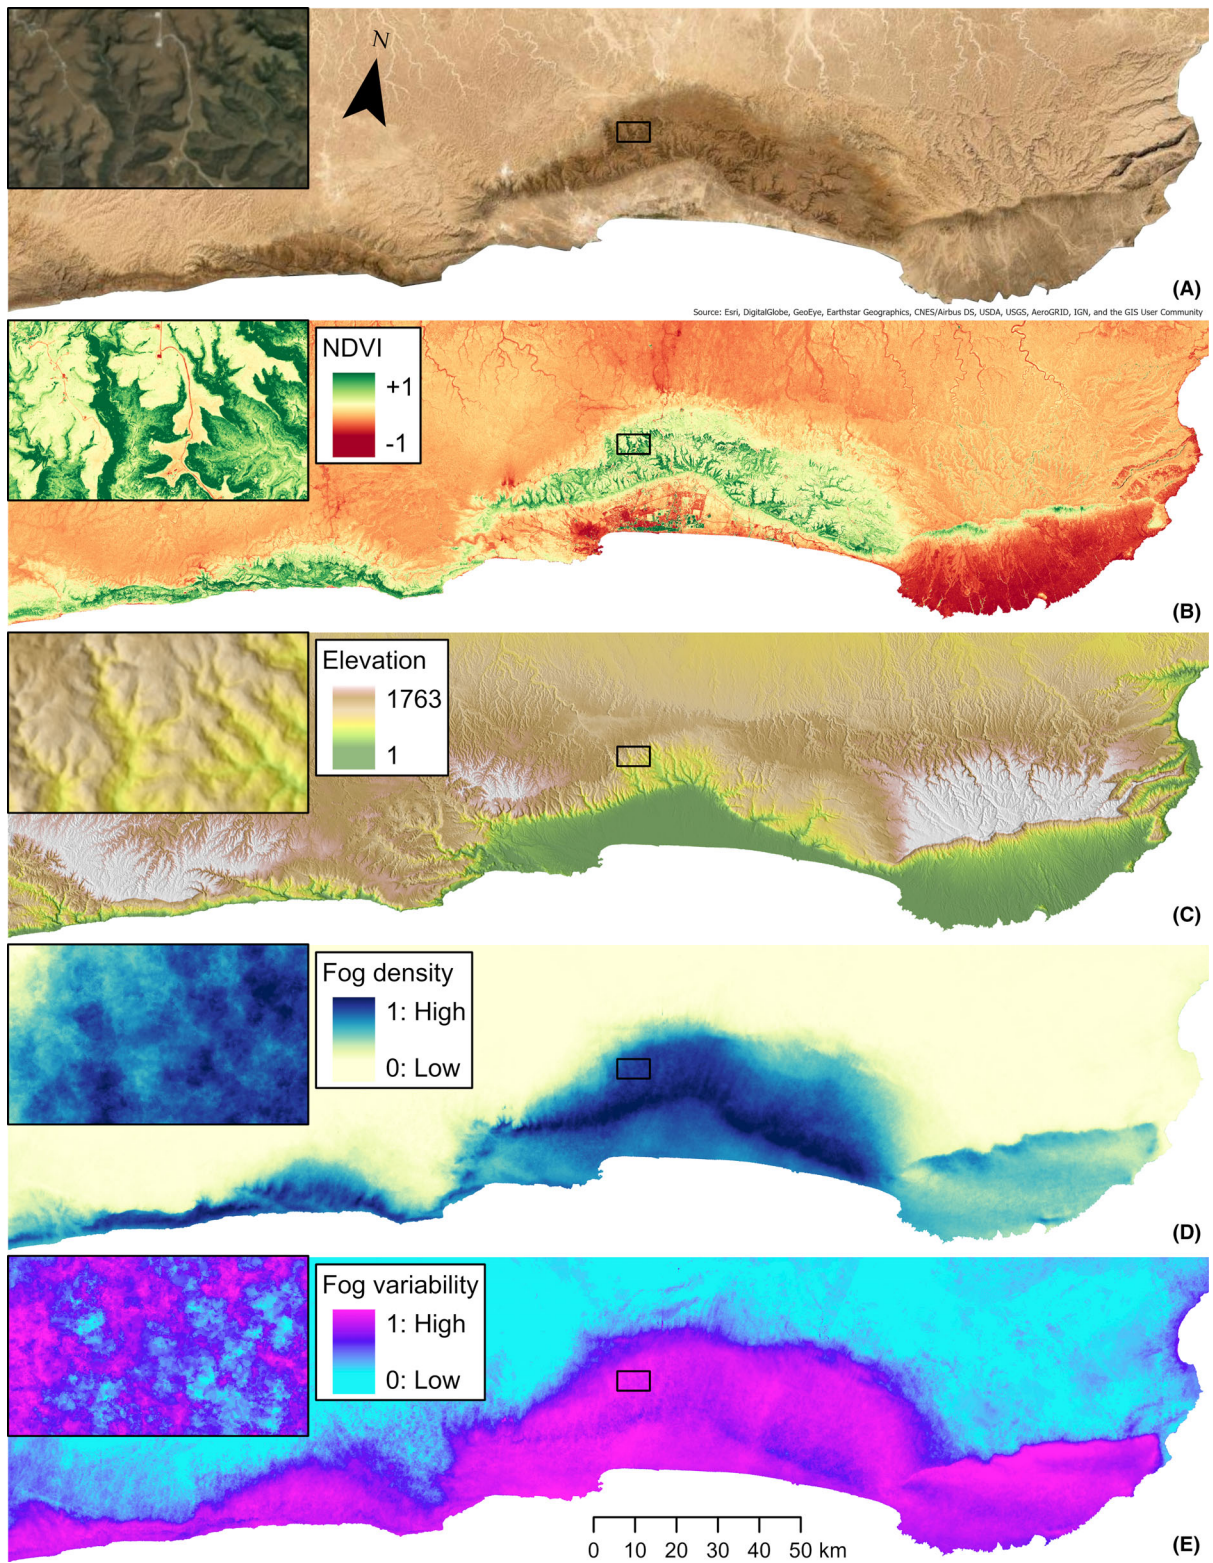 N
(A)
Source: Esri, DigitalGlobe, GeoEye, Earthstar Geographics, CNES/Airbus DS, USDA, USGS, AeroGRID, IGN, and the GIS User Community
NDVI
+1
-1
(B)
Elevation
1763
1
(C)
Fog density
1: High
0: Low
(D)
Fog variability
1: High
0: Low
0 10 20 30 40 50 km
(E)